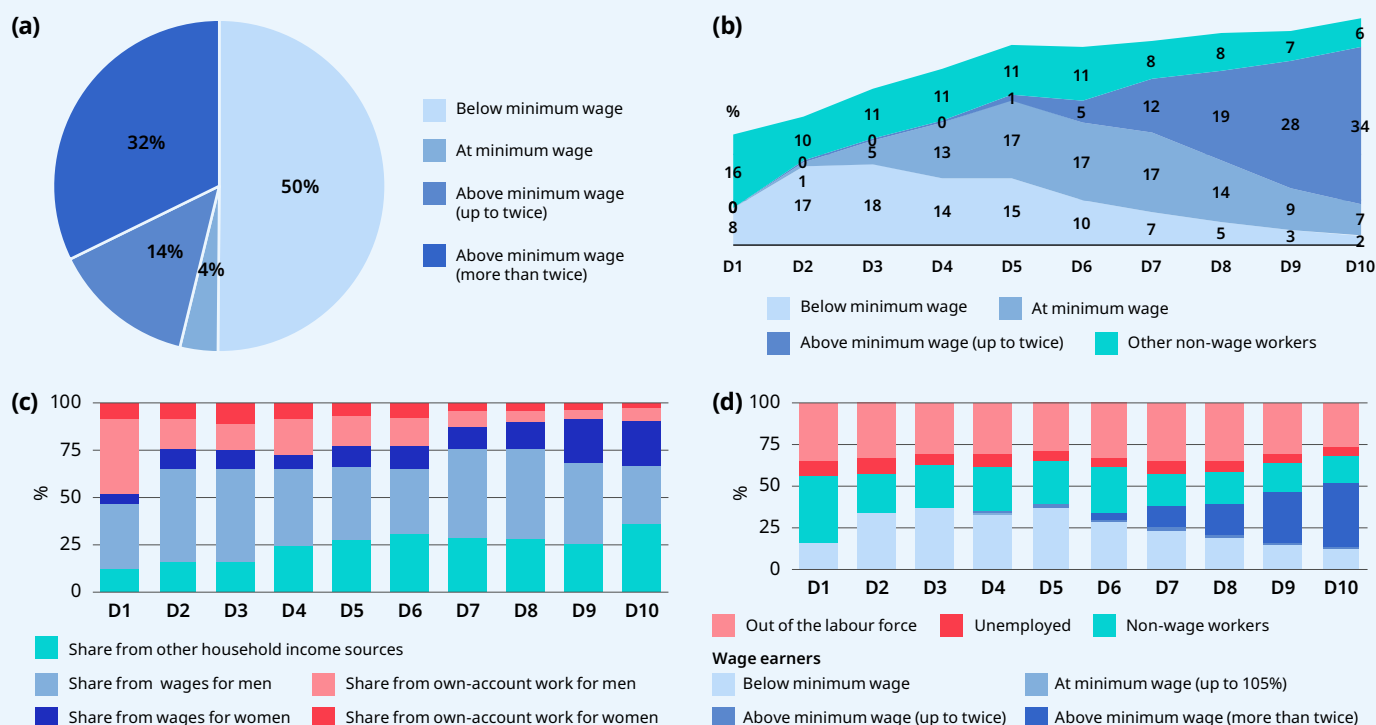 (a)
32%
50%
14%
4%
Below minimum wage
At minimum wage
Above minimum wage
(up to twice)
Above minimum wage
(more than twice)
(b)
%
16 10 11 11 11 11 8 8 7 6
0 0 0 0 1 5 12 19 28 34
0 1 5 13 17 17 17 14 9 7
8 17 18 14 15 10 7 5 3 2
D1 D2 D3 D4 D5 D6 D7 D8 D9 D10
Below minimum wage At minimum wage
Above minimum wage (up to twice) Other non-wage workers
(c)
100
75
50
25
0
%
D1 D2 D3 D4 D5 D6 D7 D8 D9 D10
Share from other household income sources
Share from wages for men Share from own-account work for men
Share from wages for women Share from own-account work for women
(d)
100
75
50
25
0
%
D1 D2 D3 D4 D5 D6 D7 D8 D9 D10
Out of the labour force Unemployed Non-wage workers
Wage earners
Below minimum wage At minimum wage (up to 105%)
Above minimum wage (up to twice) Above minimum wage (more than twice)